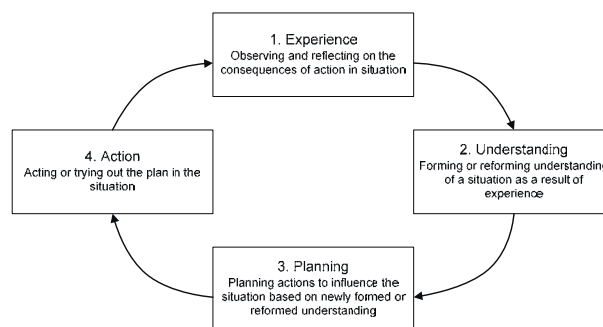 1. Experience
Observing and reflecting on the
consequences of action in situation
2. Understanding
Forming or reforming understanding
of a situation as a result of
experience
3. Planning
Planning actions to influence the
situation based on newly formed or
reformed understanding
4. Action
Acting or trying out the plan in the
situation